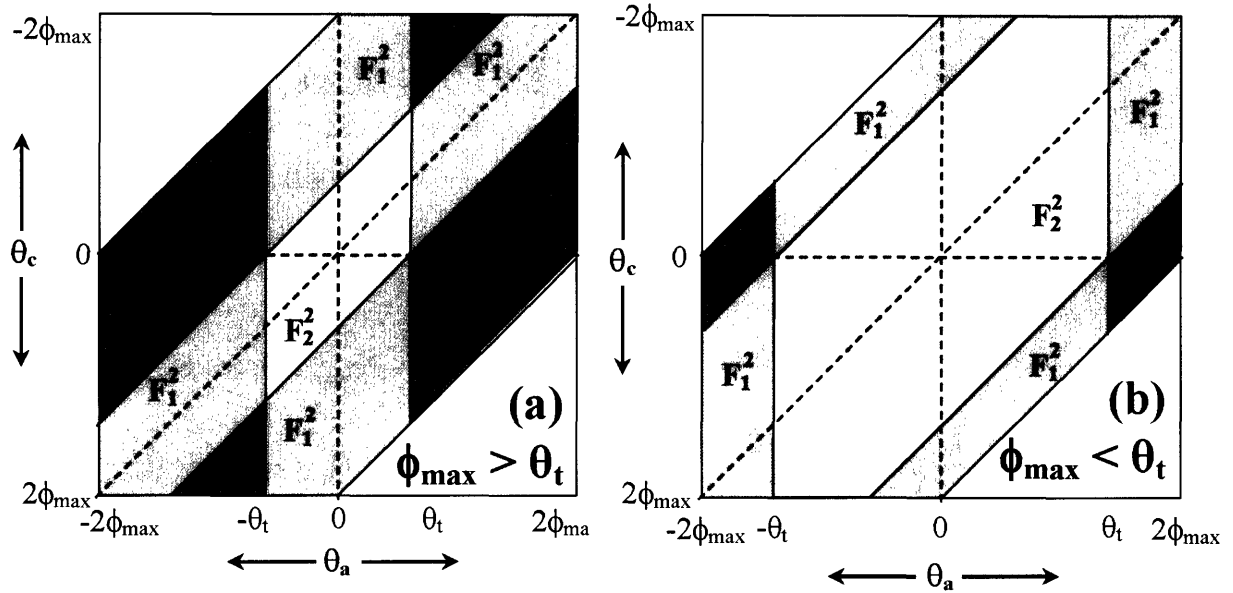 -2ϕmax
F₁²
F₁²
θc
0
F₂²
F₁²
F₁²
(a)
ϕmax > θt
2ϕmax
-2ϕmax
-θt
0
θt
2ϕma
θa
-2ϕmax
F₁²
F₁²
θc
0
F₂²
F₁²
F₁²
(b)
ϕmax < θt
2ϕmax
-2ϕmax
-θt
0
θt
2ϕmax
θa